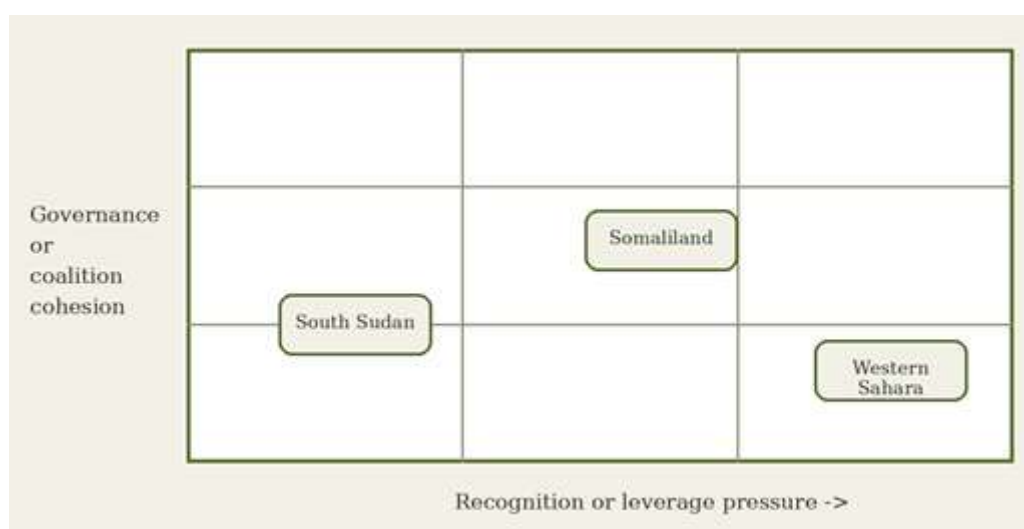 Governance
or
coalition
cohesion
Somaliland
South Sudan
Western
Sahara
Recognition or leverage pressure ->